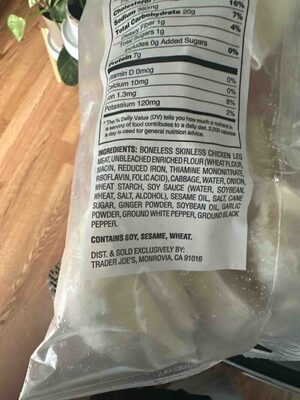 Cholesterol 16%
Sodium 7%
Total Carbohydrate 20g
Dietary Fiber 1g 4%
Total Sugars 1g
Includes 0g Added Sugars 0%
Protein 7g
Vitamin D 0mcg 0%
Calcium 10mg 0%
Iron 1.3mg 8%
Potassium 120mg 2%
* The % Daily Value (DV) tells you how much a nutrient in
a serving of food contributes to a daily diet. 2,000 calories
a day is used for general nutrition advice.
INGREDIENTS: BONELESS SKINLESS CHICKEN LEG
MEAT, UNBLEACHED ENRICHED FLOUR (WHEAT FLOUR,
NIACIN, REDUCED IRON, THIAMINE MONONITRATE,
RIBOFLAVIN, FOLIC ACID), CABBAGE, WATER, ONION,
WHEAT STARCH, SOY SAUCE (WATER, SOYBEAN,
WHEAT, SALT, ALCOHOL), SESAME OIL, SALT, CANE
SUGAR, GINGER POWDER, SOYBEAN OIL, GARLIC
POWDER, GROUND WHITE PEPPER, GROUND BLACK
PEPPER.
CONTAINS SOY, SESAME, WHEAT.
DIST. & SOLD EXCLUSIVELY BY:
TRADER JOE'S, MONROVIA, CA 91016